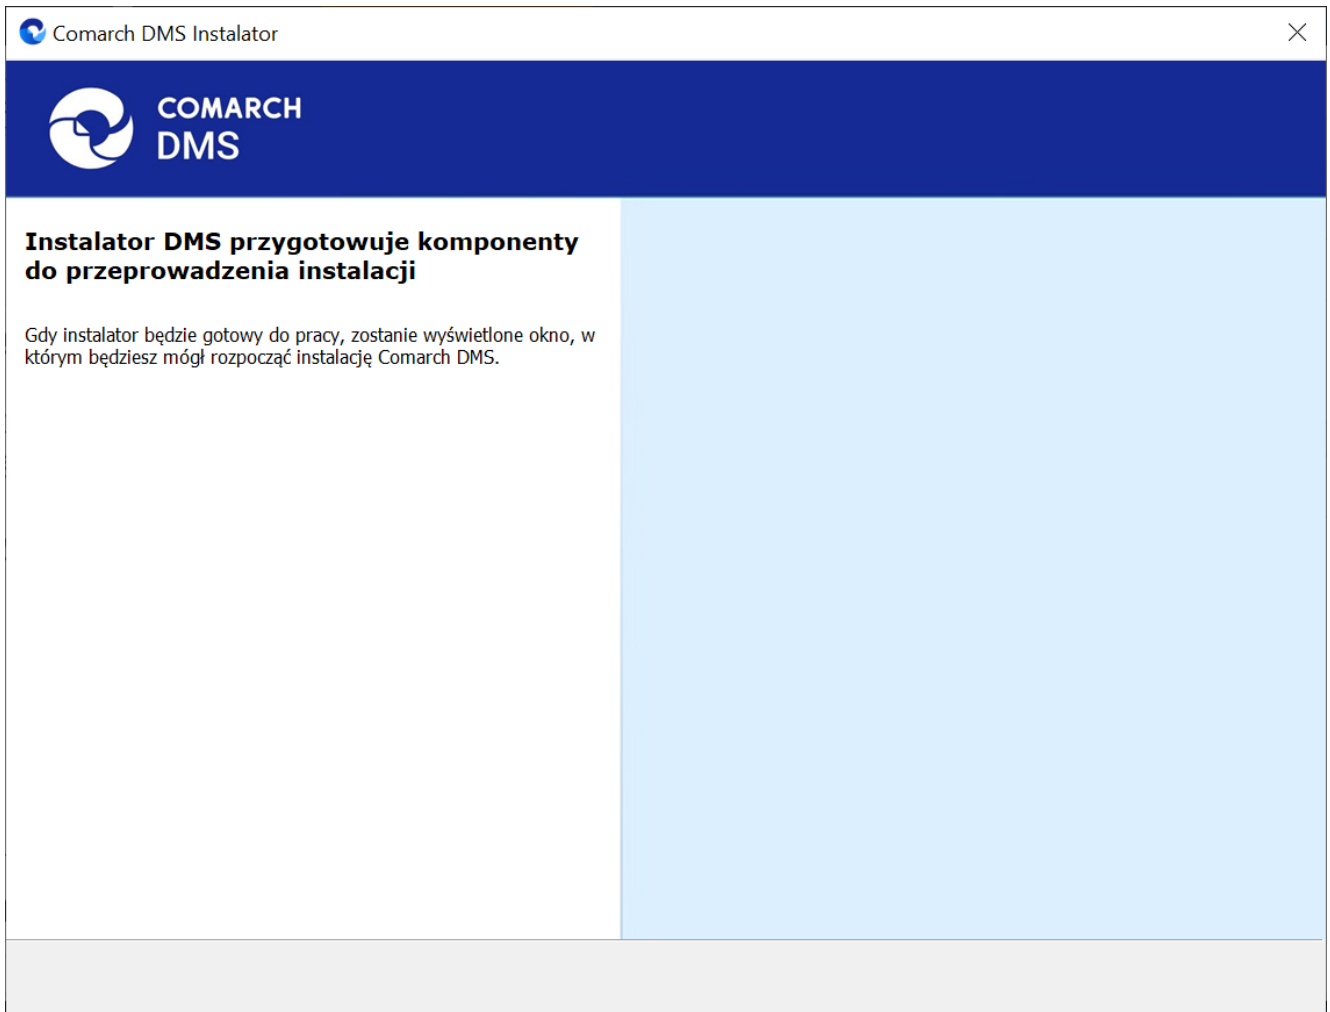 Comarch DMS Instalator
COMARCH
DMS
Instalator DMS przygotowuje komponenty
do przeprowadzenia instalacji
Gdy instalator będzie gotowy do pracy, zostanie wyświetlone okno, w
którym będziesz mógł rozpocząć instalację Comarch DMS.